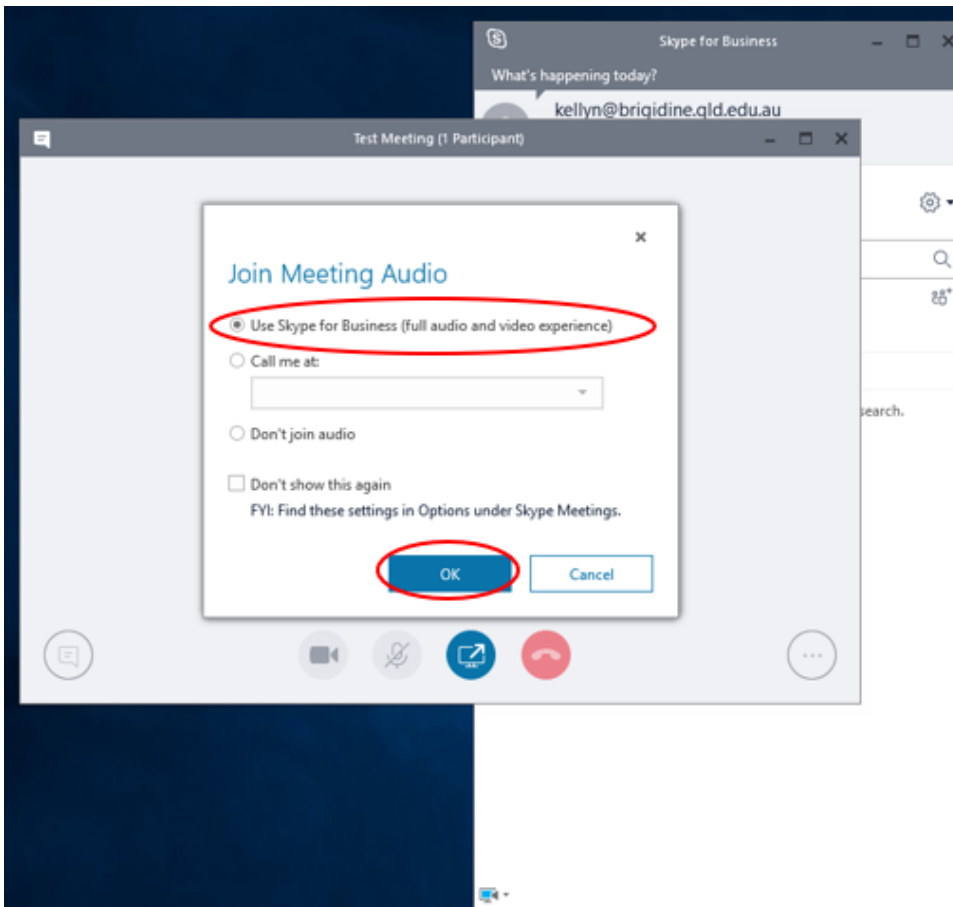 Skype for Business
What's happening today?
kellyn@brigidine.qld.edu.au
Test Meeting (1 Participant)
Join Meeting Audio
Use Skype for Business (full audio and video experience)
Call me at:
Don't join audio
search.
Don't show this again
FYI: Find these settings in Options under Skype Meetings.
OK
Cancel